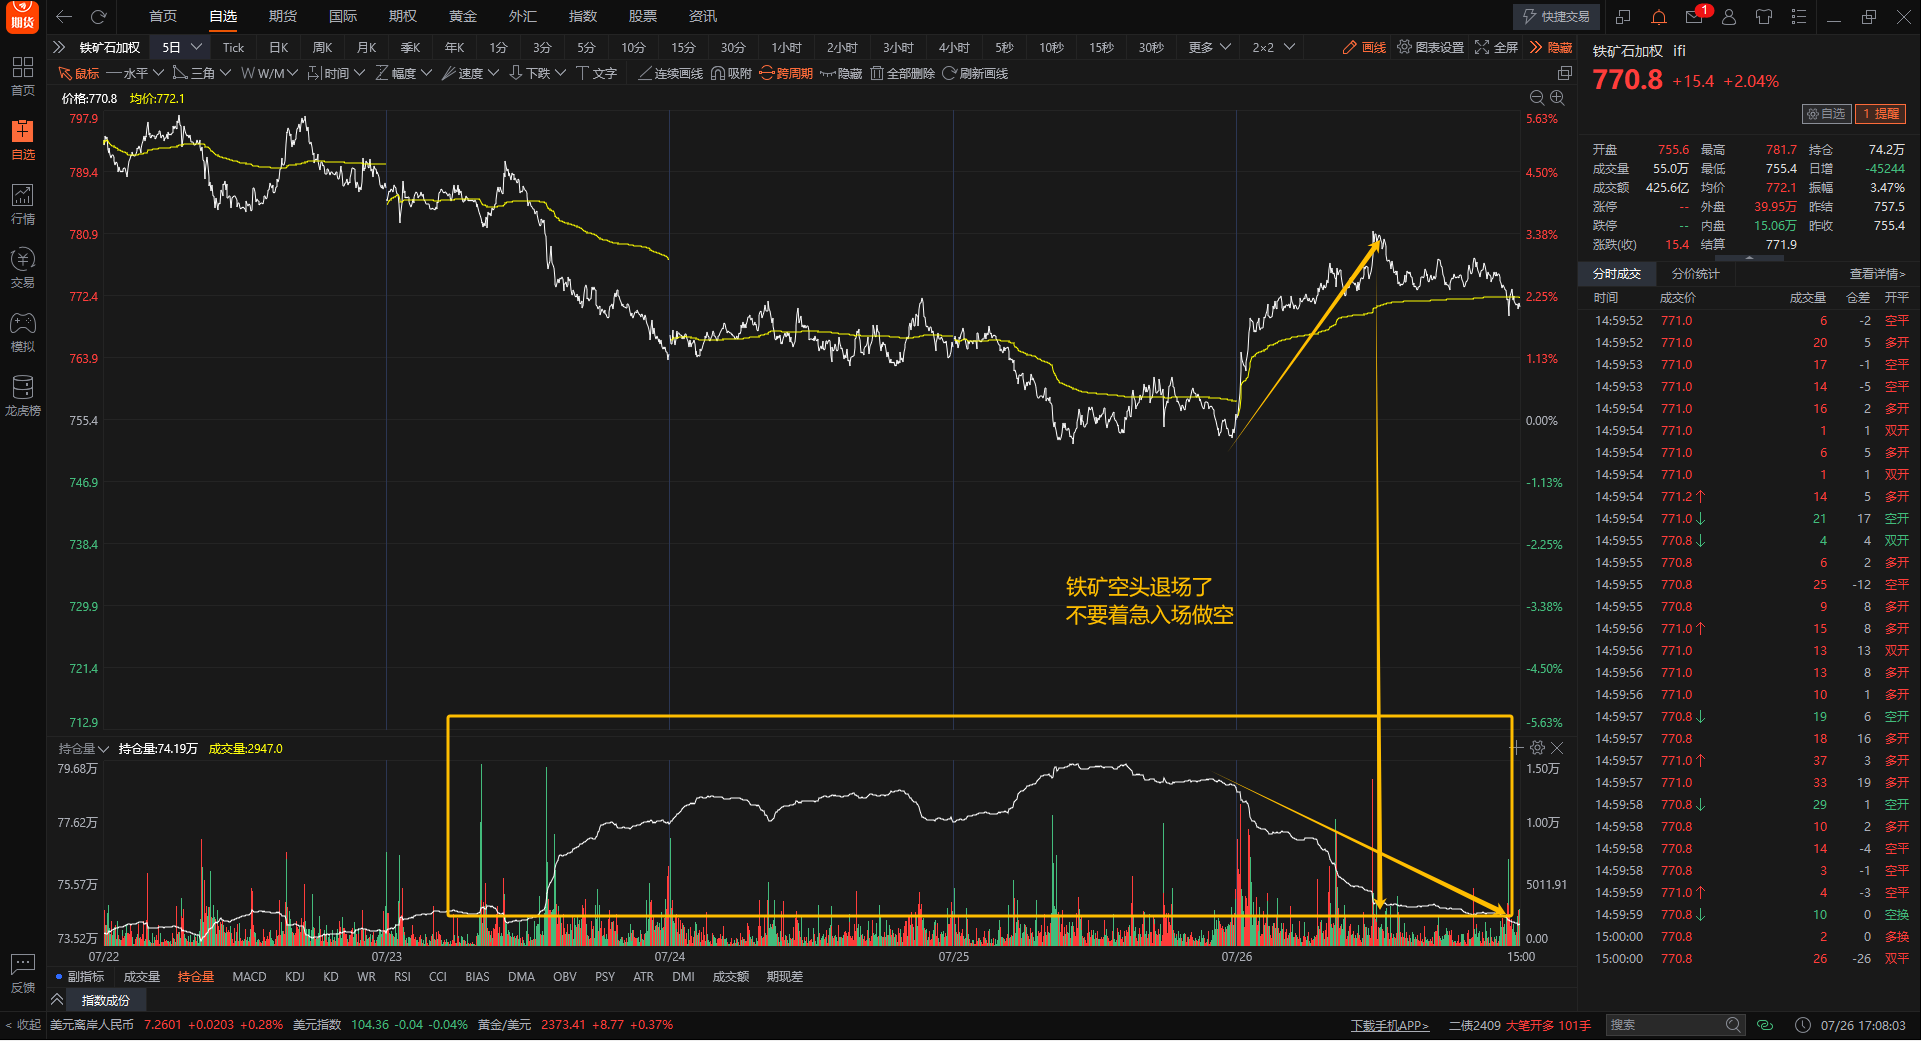 期货
首页 自选 期货 国际 期权 黄金 外汇 指数 股票 资讯
快捷交易 1
铁矿石加权 5日 Tick 日K 周K 月K 季K 年K 1分 3分 5分 10分 15分 30分 1小时 2小时 3小时 4小时 5秒 10秒 15秒 30秒 更多 2×2 画线 图表设置 全屏 隐藏
鼠标 水平 三角 W/M 时间 幅度 速度 下跌 文字 连续画线 吸附 跨周期 隐藏 全部删除 刷新画线
首页
自选
行情
交易
模拟
龙虎榜
反馈
< 收起
价格:770.8 均价:772.1
797.9 5.63%
789.4 4.50%
780.9 3.38%
772.4 2.25%
763.9 1.13%
755.4 0.00%
746.9 -1.13%
738.4 -2.25%
729.9 -3.38%
721.4 -4.50%
712.9 -5.63%
铁矿空头退场了
不要着急入场做空
持仓量 持仓量:74.19万 成交量:2947.0
79.68万 1.50万
77.62万 1.00万
75.57万 5011.91
73.52万 0.00
07/22 07/23 07/24 07/25 07/26 15:00
副指标 成交量 持仓量 MACD KDJ KD WR RSI CCI BIAS DMA OBV PSY ATR DMI 成交额 期现差
指数成份
铁矿石加权 ifi
770.8 +15.4 +2.04%
自选 1 提醒
开盘 755.6 最高 781.7 持仓 74.2万
成交量 55.0万 最低 755.4 日增 -45244
成交额 425.6亿 均价 772.1 振幅 3.47%
涨停 -- 外盘 39.95万 昨结 757.5
跌停 -- 内盘 15.06万 昨收 755.4
涨跌(收) 15.4 结算 771.9
分时成交 分价统计 查看详情>
时间 成交价 成交量 仓差 开平
14:59:52 771.0 6 -2 空平
14:59:52 771.0 20 5 多开
14:59:53 771.0 17 -1 空平
14:59:53 771.0 14 -5 空平
14:59:54 771.0 16 2 多开
14:59:54 771.0 1 1 双开
14:59:54 771.0 6 5 多开
14:59:54 771.0 1 1 双开
14:59:54 771.2↑ 14 5 多开
14:59:54 771.0↓ 21 17 空开
14:59:55 770.8↓ 4 4 双开
14:59:55 770.8 6 2 多开
14:59:55 770.8 25 -12 空平
14:59:55 770.8 9 8 多开
14:59:56 771.0↑ 15 8 多开
14:59:56 771.0 13 13 双开
14:59:56 771.0 13 8 多开
14:59:56 771.0 10 1 多开
14:59:57 770.8↓ 19 6 空开
14:59:57 770.8 18 16 多开
14:59:57 771.0↑ 37 3 多开
14:59:57 771.0 33 19 多开
14:59:58 770.8↓ 29 1 空开
14:59:58 770.8 10 2 多开
14:59:58 770.8 14 -4 空平
14:59:58 770.8 3 -1 空平
14:59:59 771.0↑ 4 -3 空平
14:59:59 770.8↓ 10 0 空换
15:00:00 770.8 2 0 多换
15:00:00 770.8 26 -26 双平
美元离岸人民币 7.2601 +0.0203 +0.28% 美元指数 104.36 -0.04 -0.04% 黄金/美元 2373.41 +8.77 +0.37%
下载手机APP> 二债2409 大笔开多 101手 搜索 07/26 17:08:03